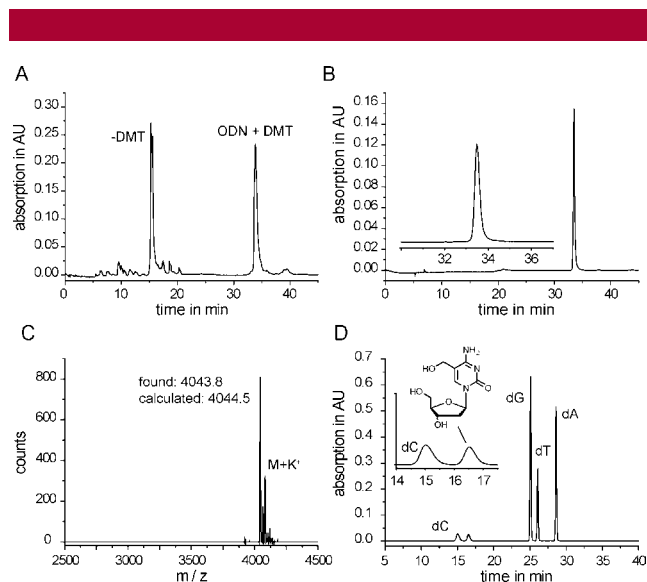 A
0.30
0.25
0.20
0.15
0.10
0.05
0.00
absorption in AU
-DMT
ODN + DMT
0 10 20 30 40
time in min
B
0.16
0.14
0.12
0.10
0.08
0.06
0.04
0.02
0.00
absorption in AU
32 34 36
0 10 20 30 40
time in min
C
800
600
400
200
0
counts
found: 4043.8
calculated: 4044.5
M+K⁺
2500 3000 3500 4000 4500
m / z
D
0.7
0.6
0.5
0.4
0.3
0.2
0.1
0.0
absorption in AU
NH₂
HO
N
N
O
HO
O
OH
dC
14 15 16 17
dG
dT
dA
dC
5 10 15 20 25 30 35 40
time in min